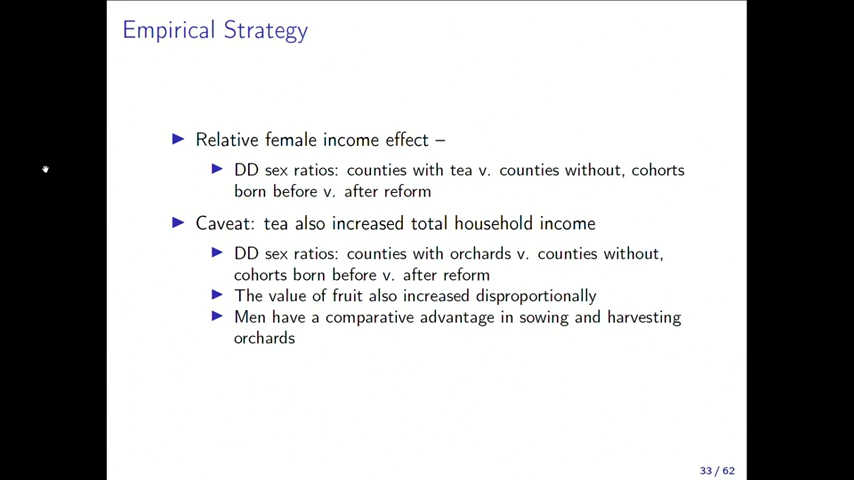 Empirical Strategy
Relative female income effect –
DD sex ratios: counties with tea v. counties without, cohorts
born before v. after reform
Caveat: tea also increased total household income
DD sex ratios: counties with orchards v. counties without,
cohorts born before v. after reform
The value of fruit also increased disproportionally
Men have a comparative advantage in sowing and harvesting
orchards
33 / 62